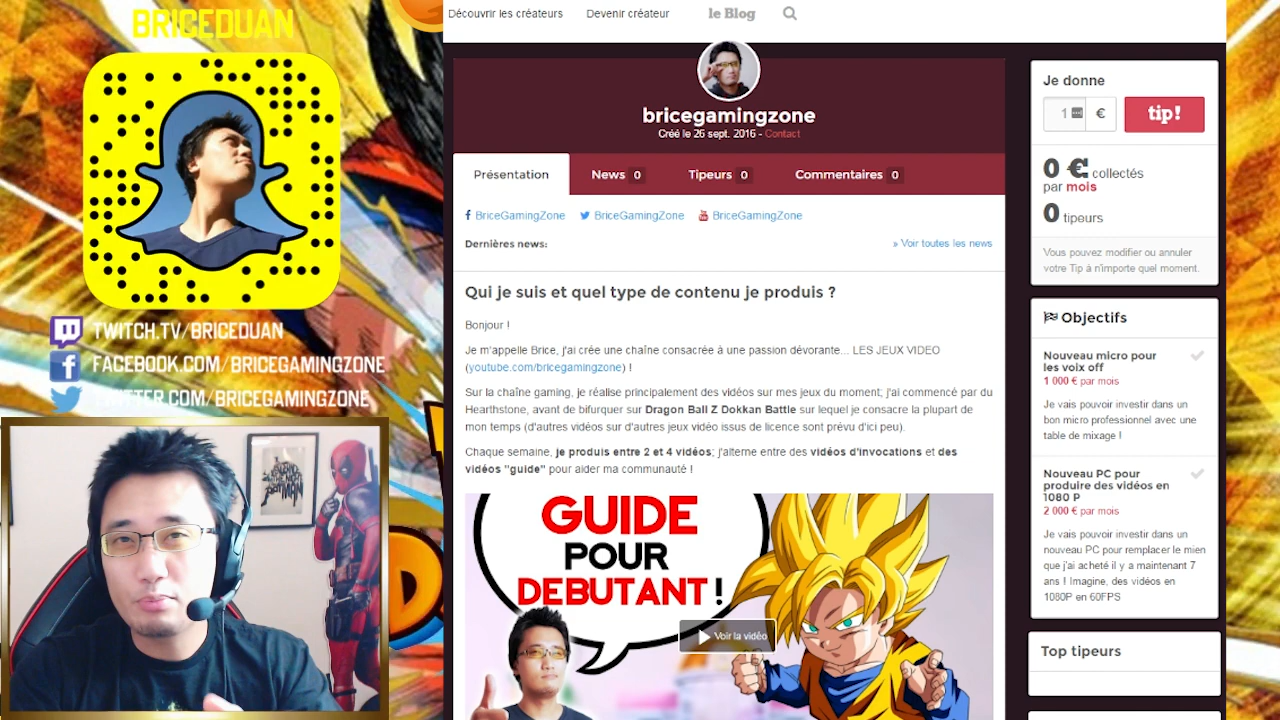 BRICEDUAN
TWITCH.TV/BRICEDUAN
FACEBOOK.COM/BRICEGAMINGZONE
TWITTER.COM/BRICEGAMINGZONE
Découvrir les créateurs
Devenir créateur
le Blog
bricegamingzone
Créé le 26 sept. 2016 - Contact
Présentation
News 0
Tipeurs 0
Commentaires 0
BriceGamingZone
BriceGamingZone
BriceGamingZone
Dernières news:
» Voir toutes les news
Qui je suis et quel type de contenu je produis ?
Bonjour !
Je m'appelle Brice, j'ai crée une chaîne consacrée à une passion dévorante... LES JEUX VIDEO
(youtube.com/bricegamingzone) !
Sur la chaîne gaming, je réalise principalement des vidéos sur mes jeux du moment; j'ai commencé par du
Hearthstone, avant de bifurquer sur Dragon Ball Z Dokkan Battle sur lequel je consacre la plupart de
mon temps (d'autres vidéos sur d'autres jeux vidéo issus de licence sont prévu d'ici peu).
Chaque semaine, je produis entre 2 et 4 vidéos; j'alterne entre des vidéos d'invocations et des
vidéos "guide" pour aider ma communauté !
GUIDE
POUR
DEBUTANT !
Voir la vidéo
Je donne
1 €
tip!
0 € collectés
par mois
0 tipeurs
Vous pouvez modifier ou annuler
votre Tip à n'importe quel moment.
Objectifs
Nouveau micro pour
les voix off
1 000 € par mois
Je vais pouvoir investir dans un
bon micro professionnel avec une
table de mixage !
Nouveau PC pour
produire des vidéos en
1080 P
2 000 € par mois
Je vais pouvoir investir dans un
nouveau PC pour remplacer le mien
que j'ai acheté il y a maintenant 7
ans ! Imagine, des vidéos en
1080P en 60FPS
Top tipeurs